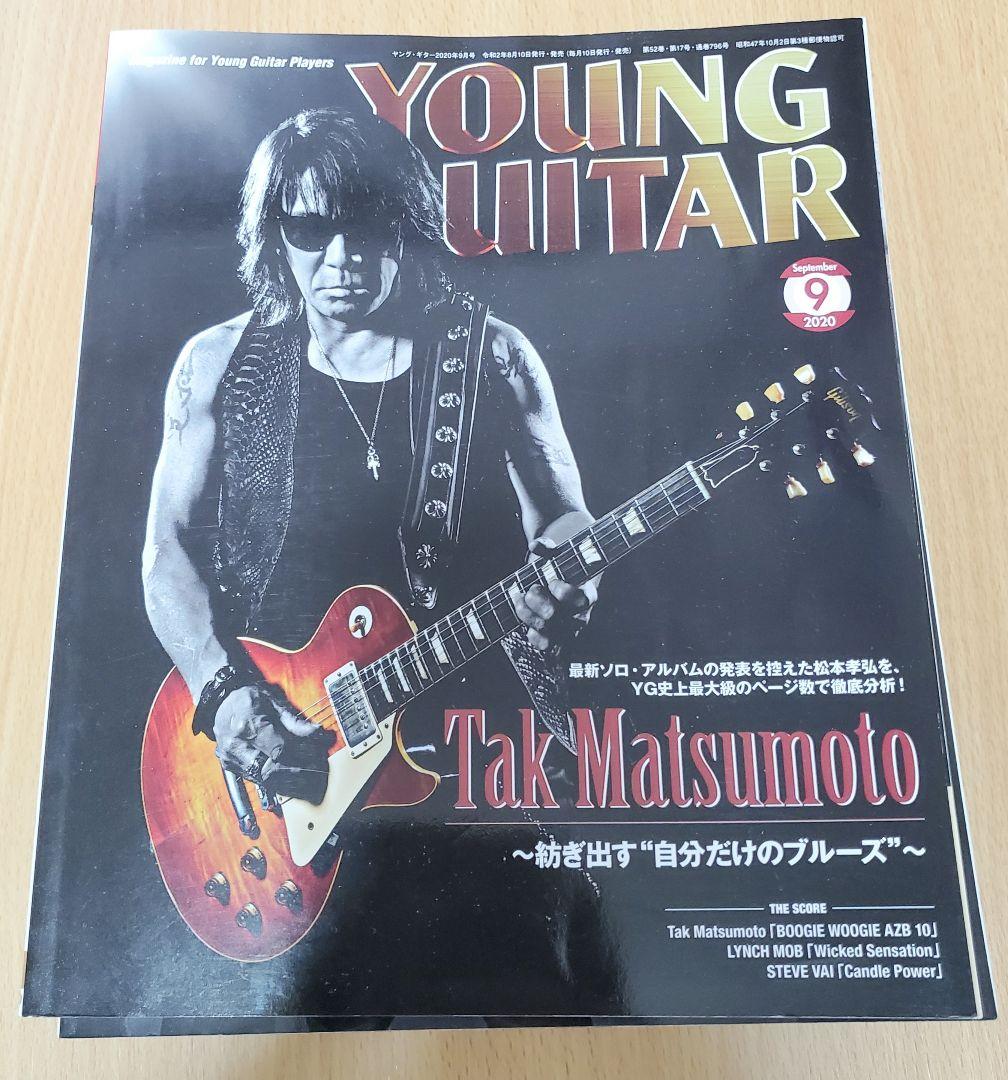 ヤング・ギター2020年9月号 令和2年8月10日発行・発売(毎月10日発行・発売) 第52巻・第17号・通巻796号 昭和47年10月2日第3種郵便物認可
Magazine for Young Guitar Players
YOUNG
GUITAR
September
9
2020
Gibson
最新ソロ・アルバムの発表を控えた松本孝弘を、
YG史上最大級のページ数で徹底分析!
Tak Matsumoto
～紡ぎ出す“自分だけのブルーズ”～
THE SCORE
Tak Matsumoto「BOOGIE WOOGIE AZB 10」
LYNCH MOB「Wicked Sensation」
STEVE VAI「Candle Power」